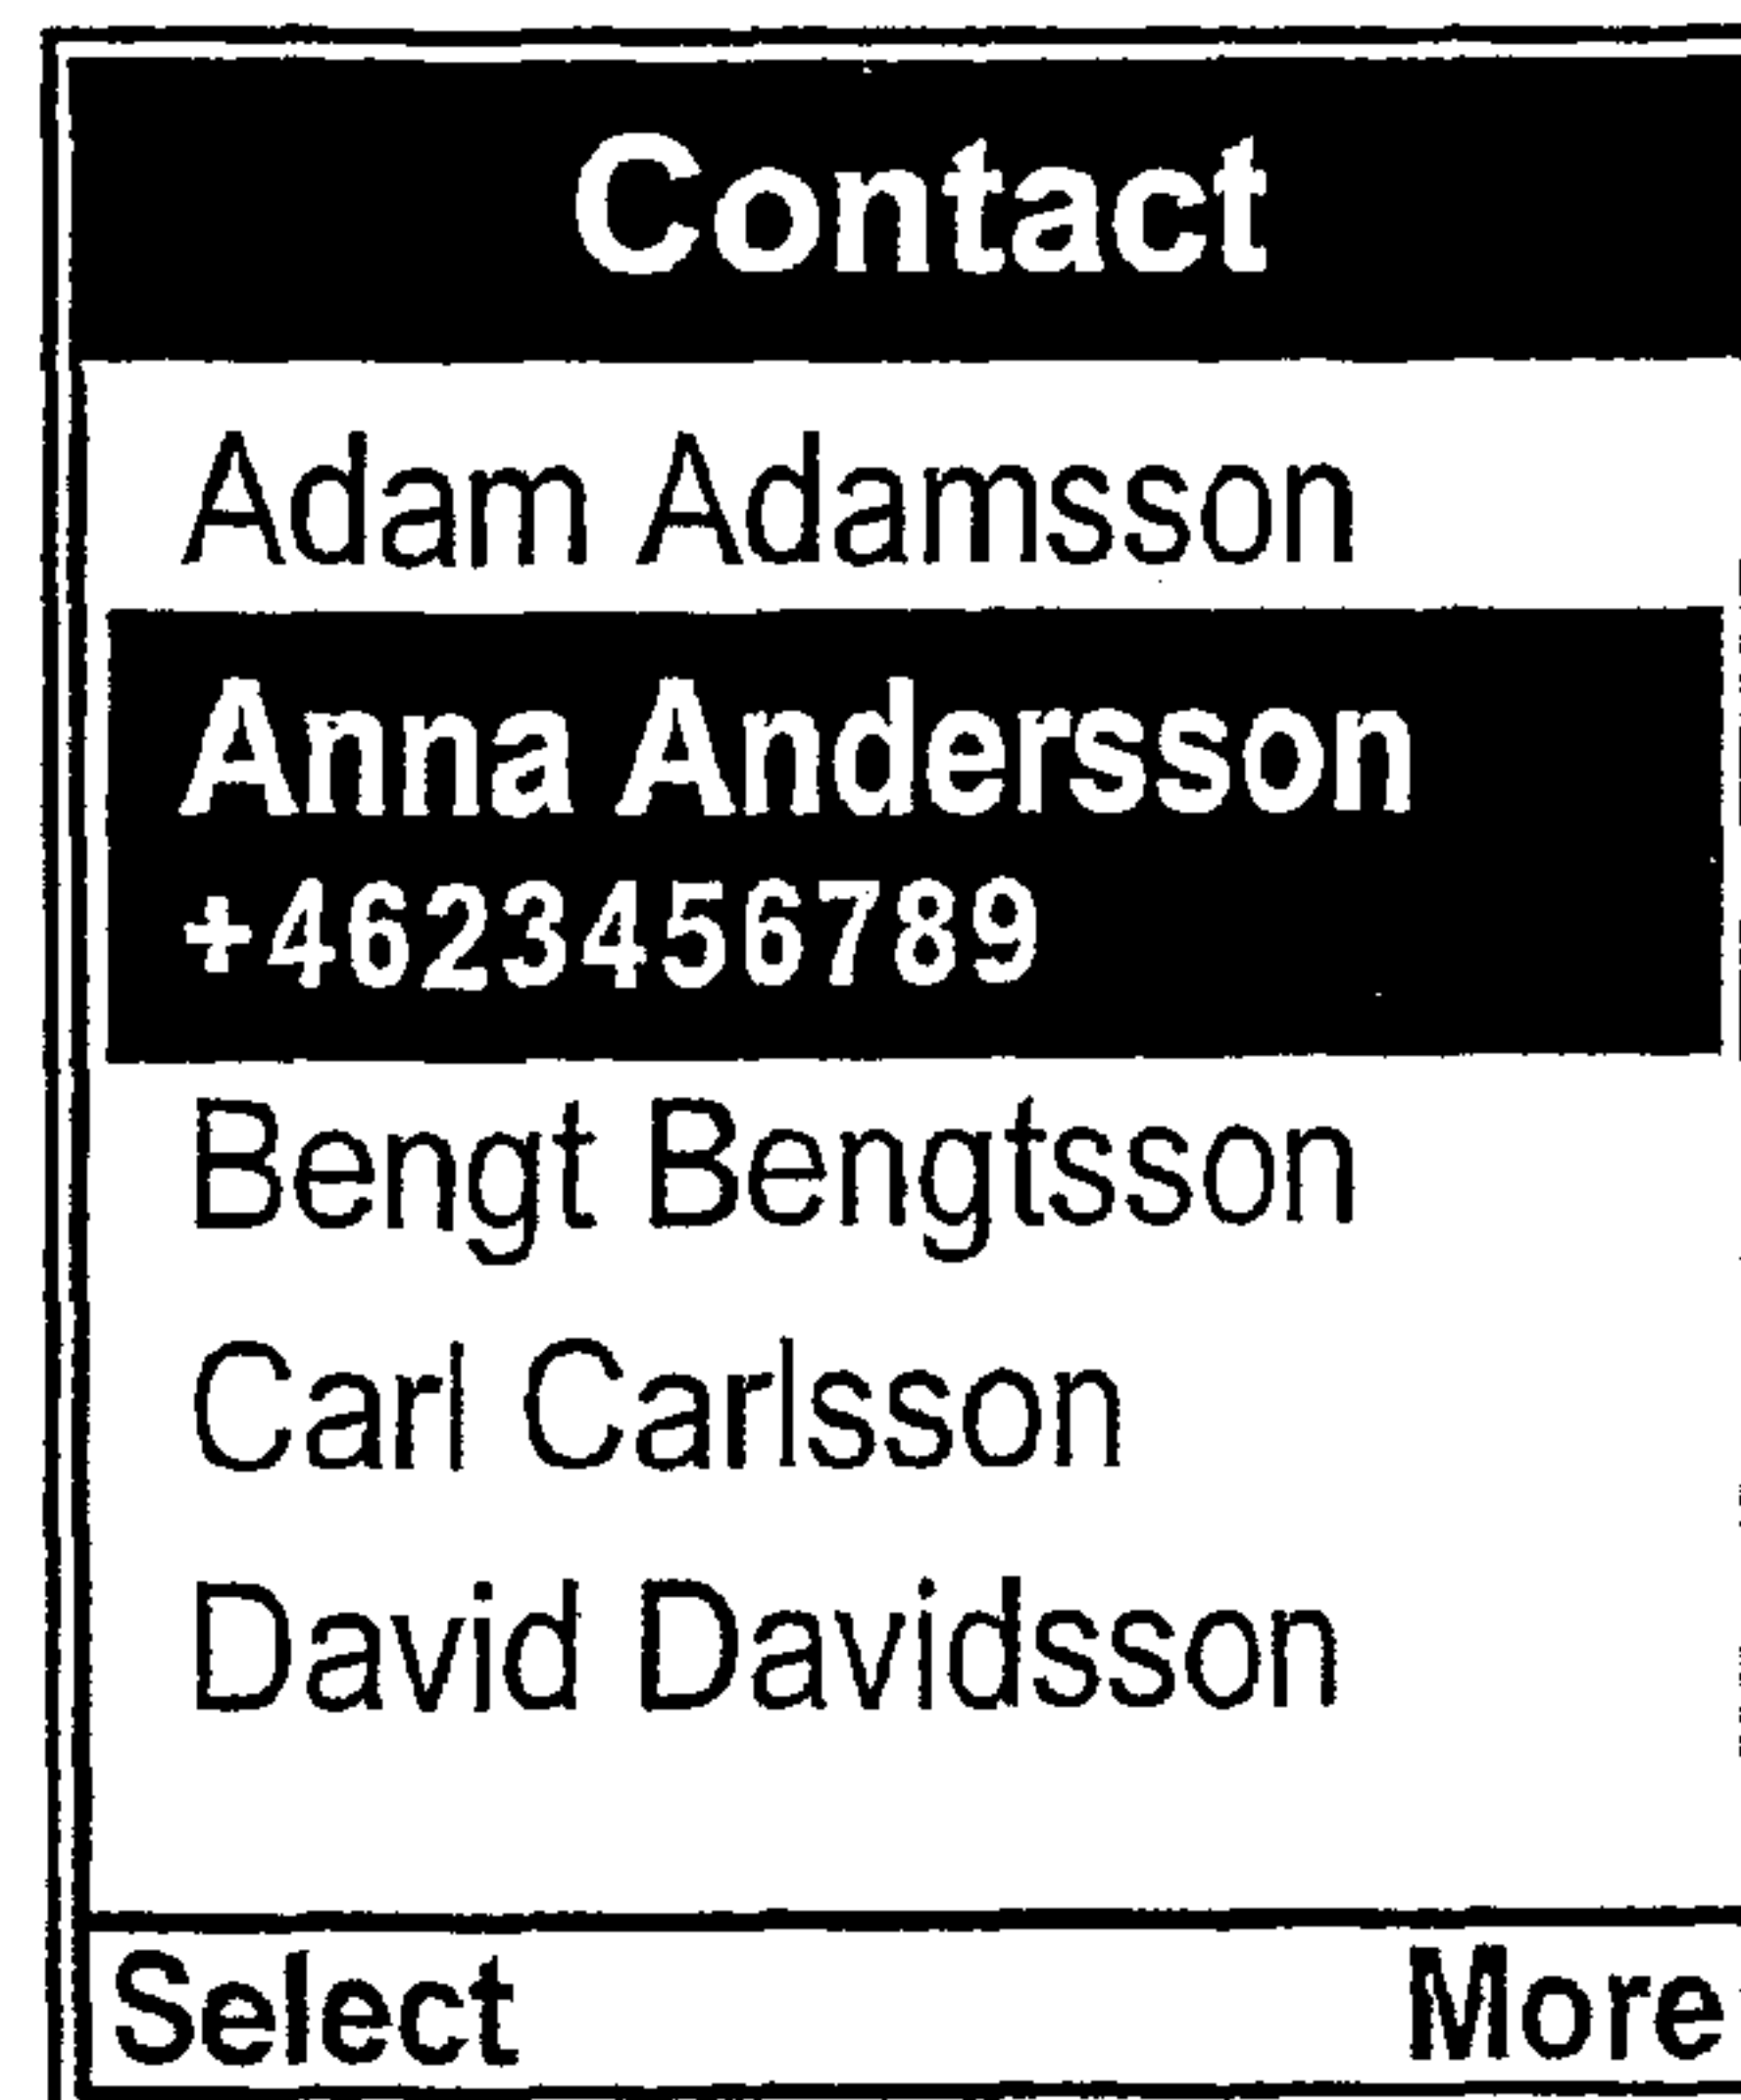 Contact
Adam Adamsson
Anna Andersson
+4623456789
Bengt Bengtsson
Carl Carlsson
David Davidsson
Select More